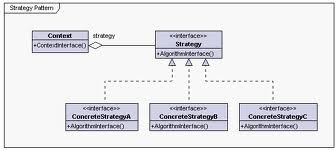 Strategy Pattern
Context
+ContextInterface()
strategy
<<interface>>
Strategy
+AlgorithmInterface()
<<interface>>
ConcreteStrategyA
+AlgorithmInterface()
<<interface>>
ConcreteStrategyB
+AlgorithmInterface()
<<interface>>
ConcreteStrategyC
+AlgorithmInterface()